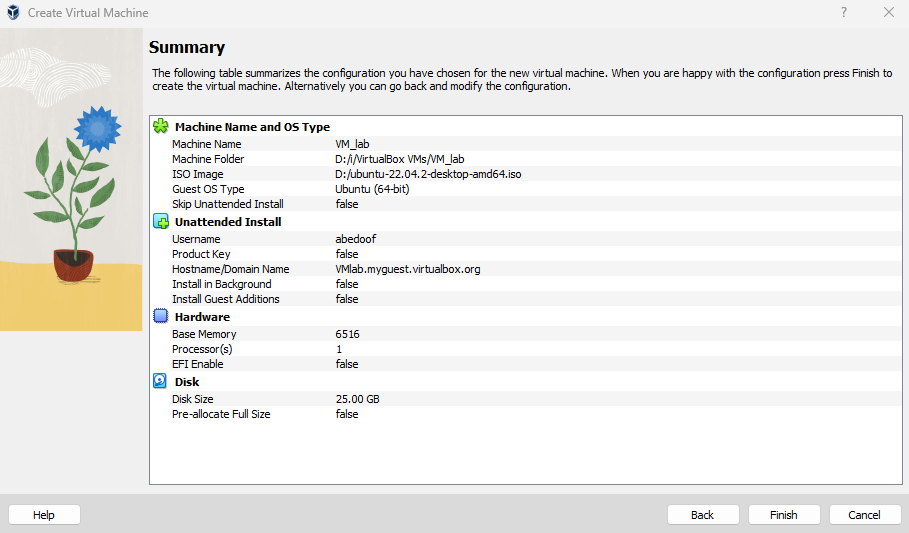 Create Virtual Machine
?
Summary
The following table summarizes the configuration you have chosen for the new virtual machine. When you are happy with the configuration press Finish to
create the virtual machine. Alternatively you can go back and modify the configuration.
Machine Name and OS Type
Machine Name VM_lab
Machine Folder D:/i/VirtualBox VMs/VM_lab
ISO Image D:/ubuntu-22.04.2-desktop-amd64.iso
Guest OS Type Ubuntu (64-bit)
Skip Unattended Install false
Unattended Install
Username abedoof
Product Key false
Hostname/Domain Name VMlab.myguest.virtualbox.org
Install in Background false
Install Guest Additions false
Hardware
Base Memory 6516
Processor(s) 1
EFI Enable false
Disk
Disk Size 25.00 GB
Pre-allocate Full Size false
Help Back Finish Cancel